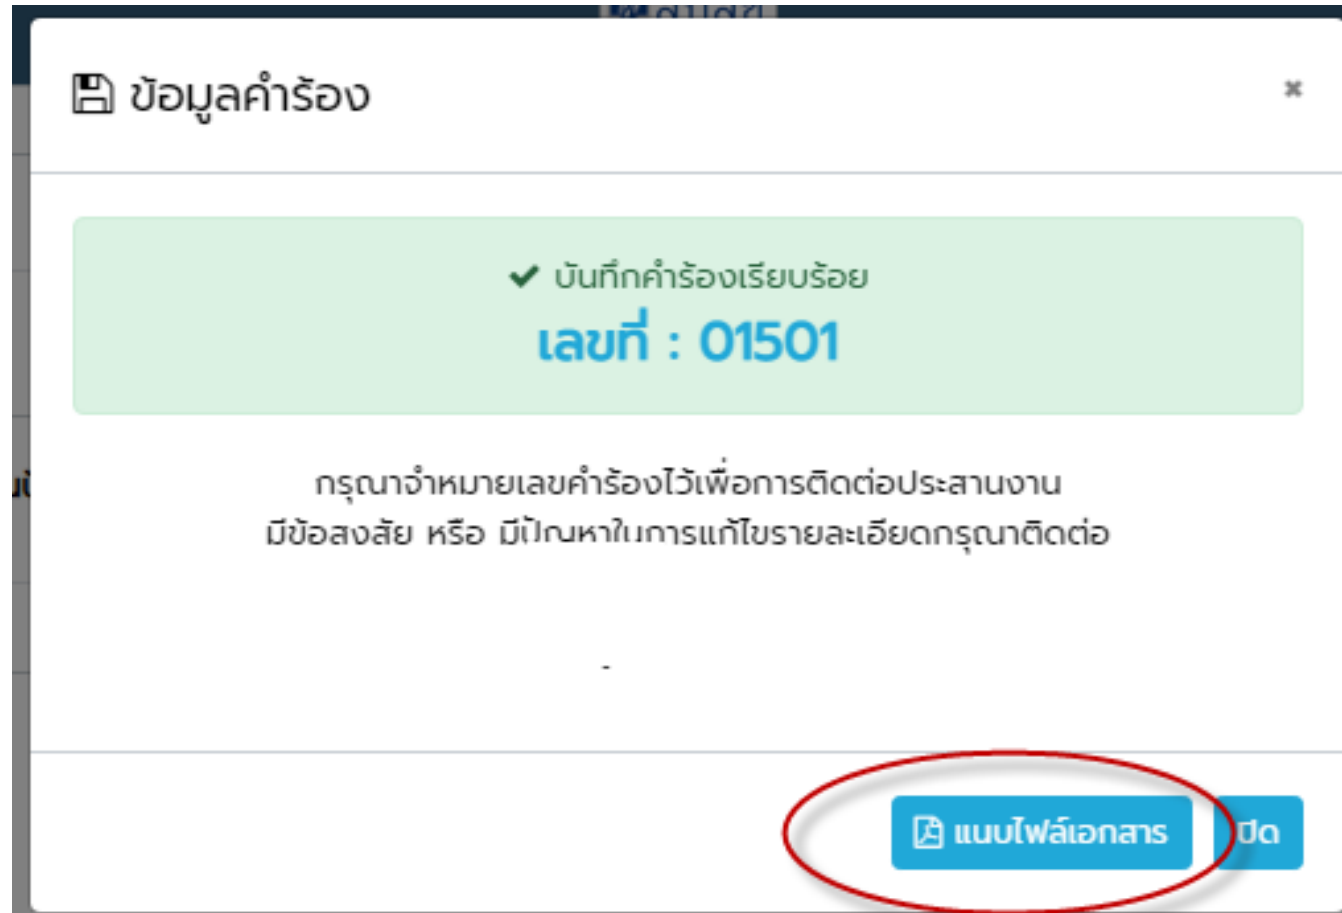 ข้อมูลคำร้อง
บันทึกคำร้องเรียบร้อย
เลขที่ : 01501
กรุณาจำหมายเลขคำร้องไว้เพื่อการติดต่อประสานงาน
มีข้อสงสัย หรือ มีปัญหาในการแก้ไขรายละเอียดกรุณาติดต่อ
แนบไฟล์เอกสาร
ปิด